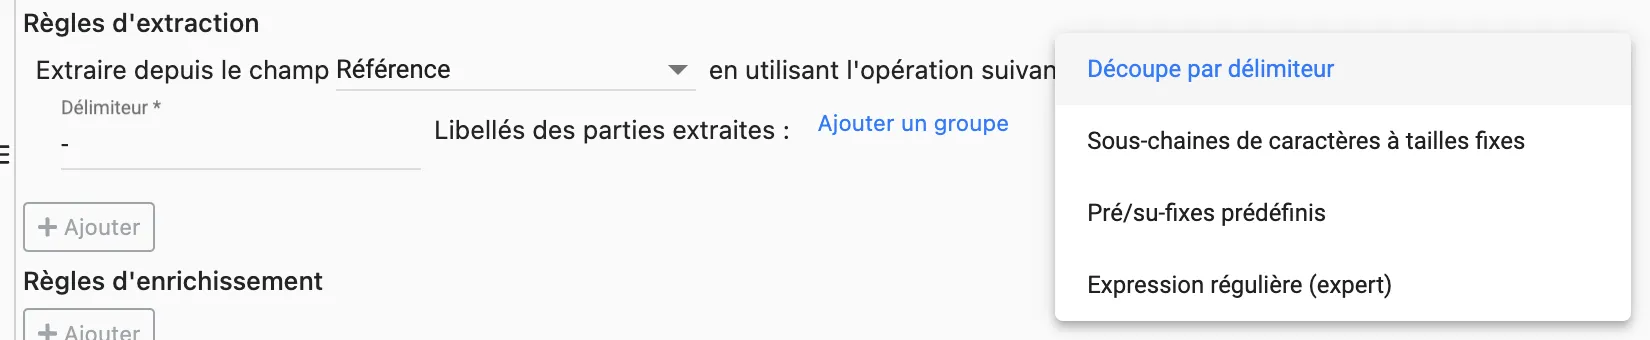 Règles d'extraction
Extraire depuis le champ Référence en utilisant l'opération suivan
Découpe par délimiteur
Délimiteur *
-
Libellés des parties extraites : Ajouter un groupe
Sous-chaines de caractères à tailles fixes
Pré/su-fixes prédéfinis
Expression régulière (expert)
+ Ajouter
Règles d'enrichissement
+ Ajouter